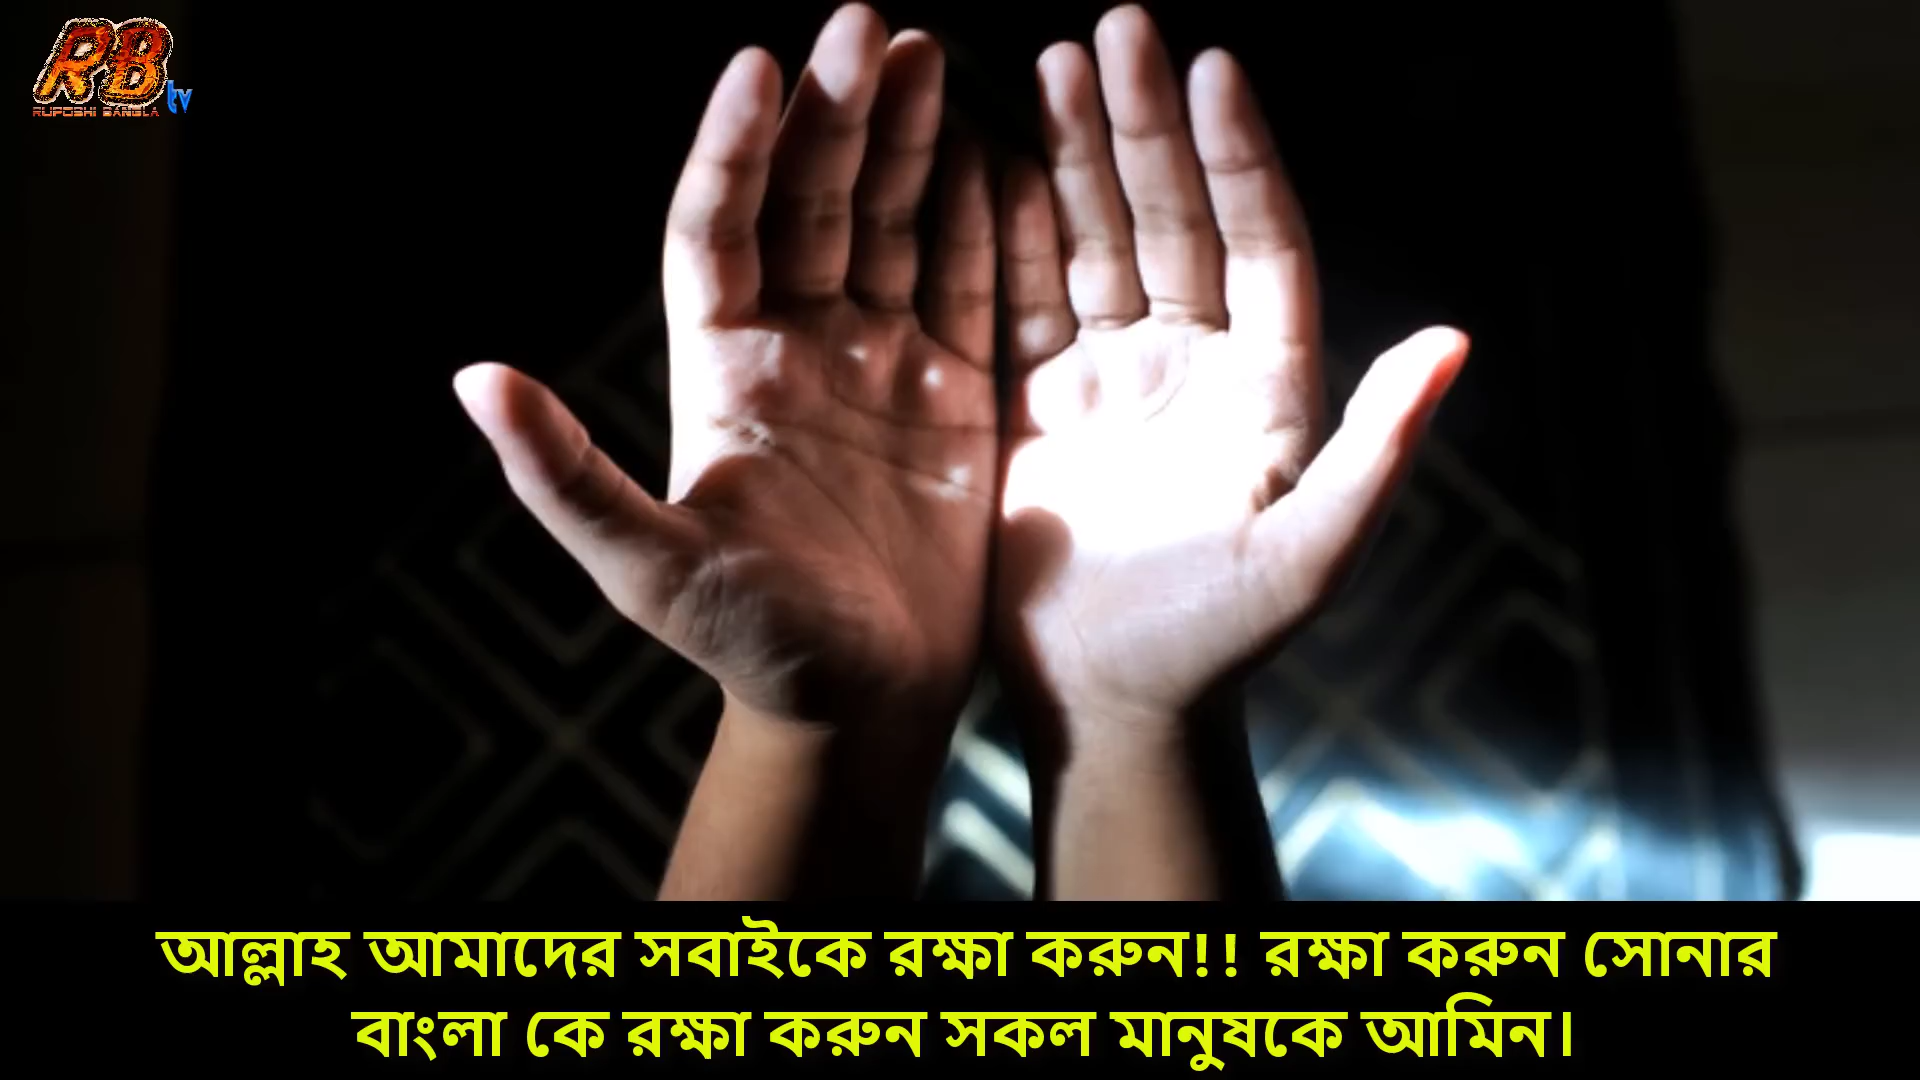 RB tv
RUPOSHI BANGLA
আল্লাহ আমাদের সবাইকে রক্ষা করুন!! রক্ষা করুন সোনার
বাংলা কে রক্ষা করুন সকল মানুষকে আমিন।